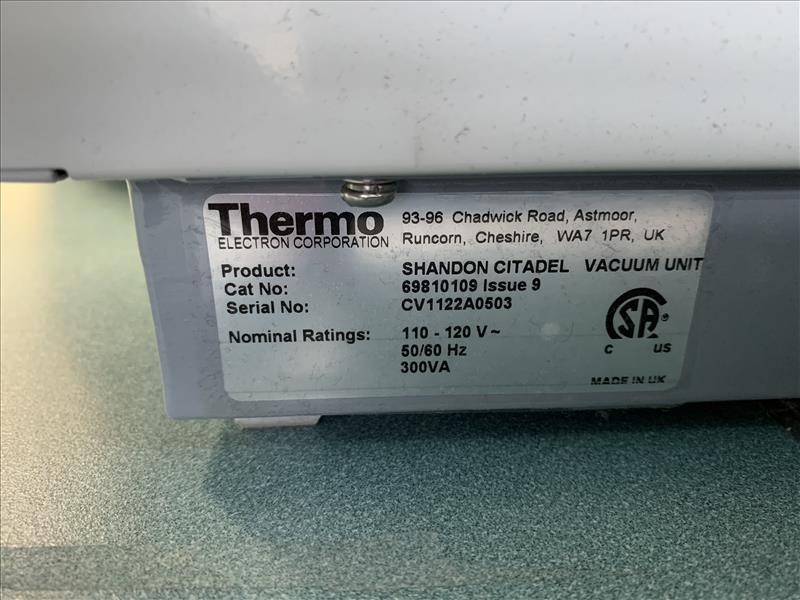 Thermo
ELECTRON CORPORATION
93-96 Chadwick Road, Astmoor,
Runcorn, Cheshire, WA7 1PR, UK
Product: SHANDON CITADEL VACUUM UNIT
Cat No: 69810109 Issue 9
Serial No: CV1122A0503
Nominal Ratings: 110 - 120 V~
50/60 Hz
300VA
SA
C US
MADE IN UK